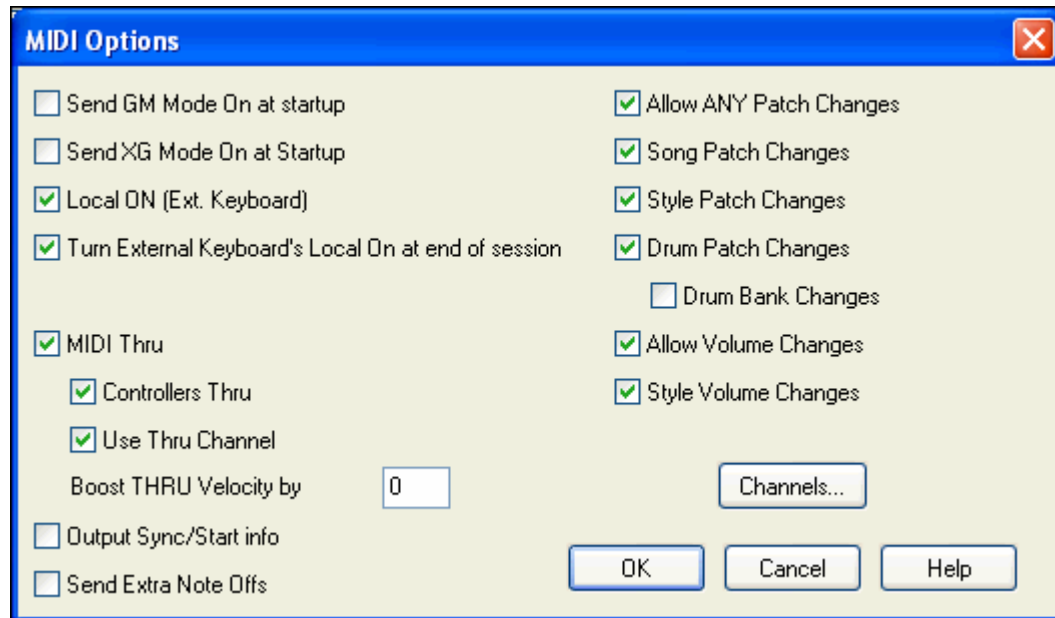 MIDI Options
Send GM Mode On at startup
Send XG Mode On at Startup
Local ON (Ext. Keyboard)
Turn External Keyboard's Local On at end of session
MIDI Thru
Controllers Thru
Use Thru Channel
Boost THRU Velocity by 0
Output Sync/Start info
Send Extra Note Offs
Allow ANY Patch Changes
Song Patch Changes
Style Patch Changes
Drum Patch Changes
Drum Bank Changes
Allow Volume Changes
Style Volume Changes
Channels...
OK Cancel Help